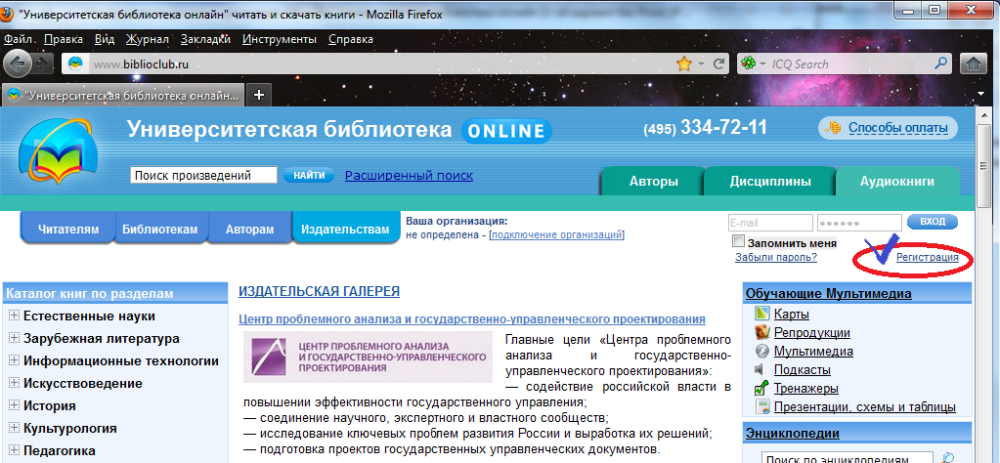 "Университетская библиотека онлайн" читать и скачать книги - Mozilla Firefox
Файл Правка Вид Журнал Закладки Инструменты Справка
www.biblioclub.ru
ICQ Search
"Университетская библиотека онлайн...
Университетская библиотека ONLINE
(495) 334-72-11
Способы оплаты
Поиск произведений
НАЙТИ
Расширенный поиск
Авторы
Дисциплины
Аудиокниги
Читателям
Библиотекам
Авторам
Издательствам
Ваша организация:
не определена - [подключение организаций]
E-mail
ВХОД
Запомнить меня
Забыли пароль?
Регистрация
Каталог книг по разделам
Естественные науки
Зарубежная литература
Информационные технологии
Искусствоведение
История
Культурология
Педагогика
ИЗДАТЕЛЬСКАЯ ГАЛЕРЕЯ
Центр проблемного анализа и государственно-управленческого проектирования
ЦЕНТР ПРОБЛЕМНОГО АНАЛИЗА
И ГОСУДАРСТВЕННО-УПРАВЛЕНЧЕСКОГО
ПРОЕКТИРОВАНИЯ
Главные цели «Центра проблемного
анализа и государственно-
управленческого проектирования»:
— содействие российской власти в
повышении эффективности государственного управления;
— соединение научного, экспертного и властного сообществ;
— исследование ключевых проблем развития России и выработка их решений;
— подготовка проектов государственных управленческих документов.
Обучающие Мультимедиа
Карты
Репродукции
Мультимедиа
Подкасты
Тренажеры
Презентации, схемы и таблицы
Энциклопедии
Поиск по энциклопедиям